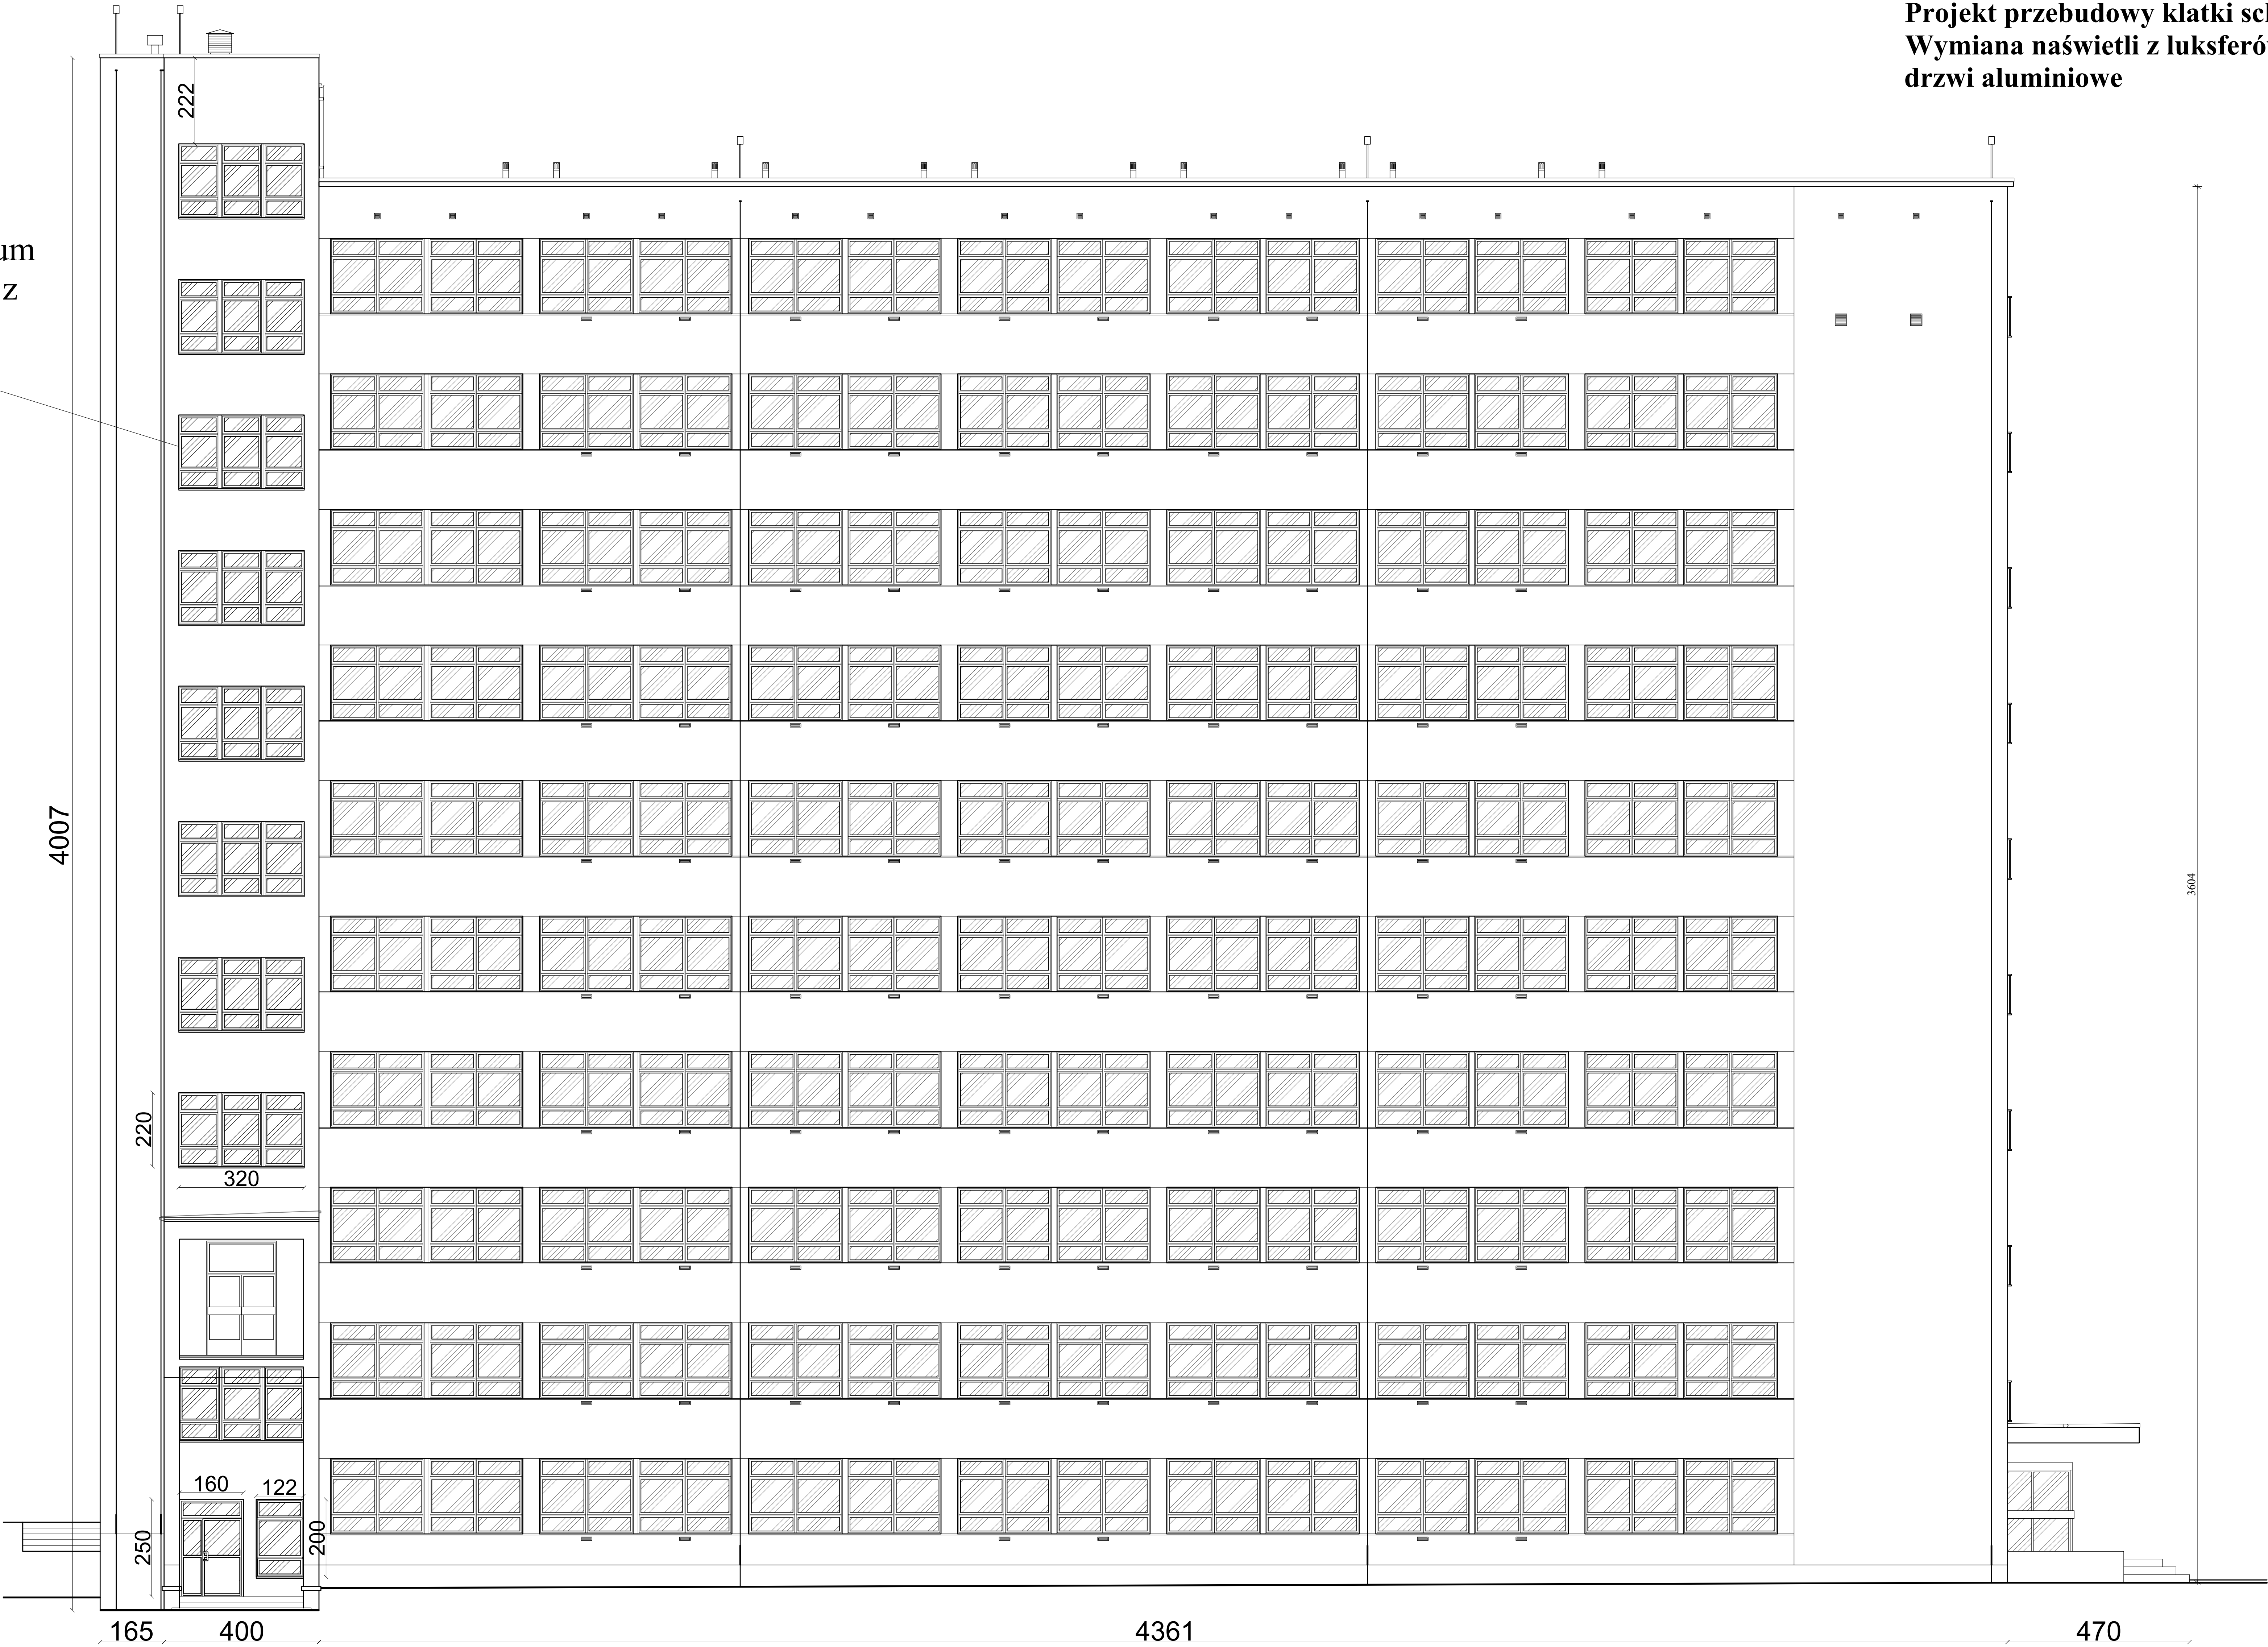 Projekt przebudowy klatki scl
Wymiana naświetli z luksferó
drzwi aluminiowe
um
z
222
4007
3604
220
320
160
122
250
200
165
400
4361
470